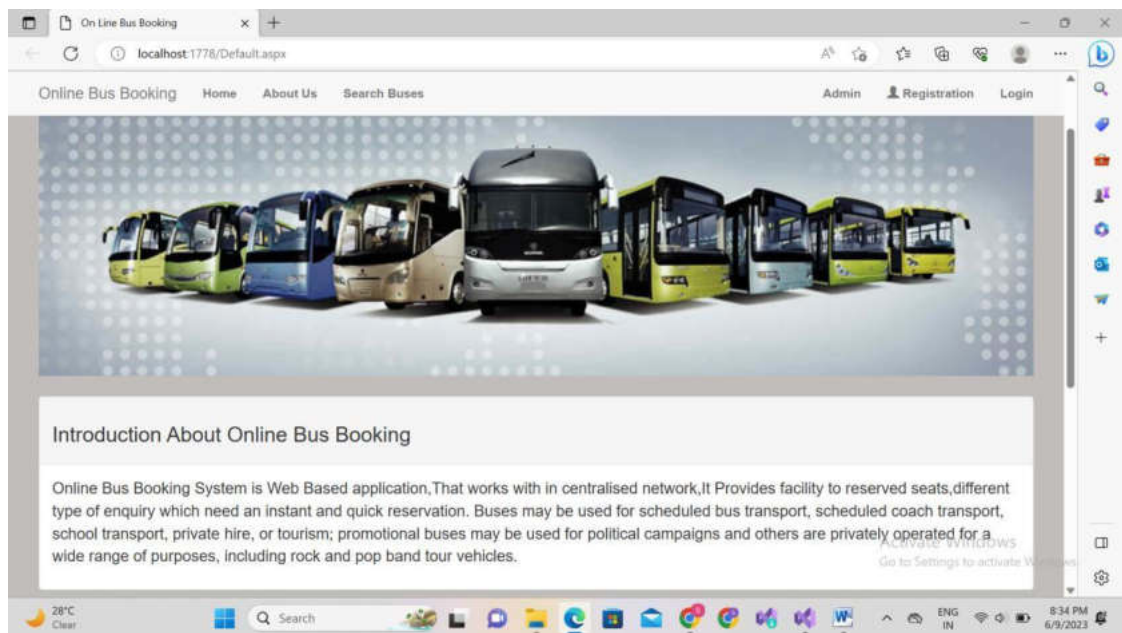 On Line Bus Booking
localhost:1778/Default.aspx
Online Bus Booking Home About Us Search Buses Admin Registration Login
Introduction About Online Bus Booking
Online Bus Booking System is Web Based application,That works with in centralised network,It Provides facility to reserved seats,different
type of enquiry which need an instant and quick reservation. Buses may be used for scheduled bus transport, scheduled coach transport,
school transport, private hire, or tourism; promotional buses may be used for political campaigns and others are privately operated for a
wide range of purposes, including rock and pop band tour vehicles.
Activate Windows
Go to Settings to activate Windows.
28°C
Clear
Search
ENG
IN
8:34 PM
6/9/2023